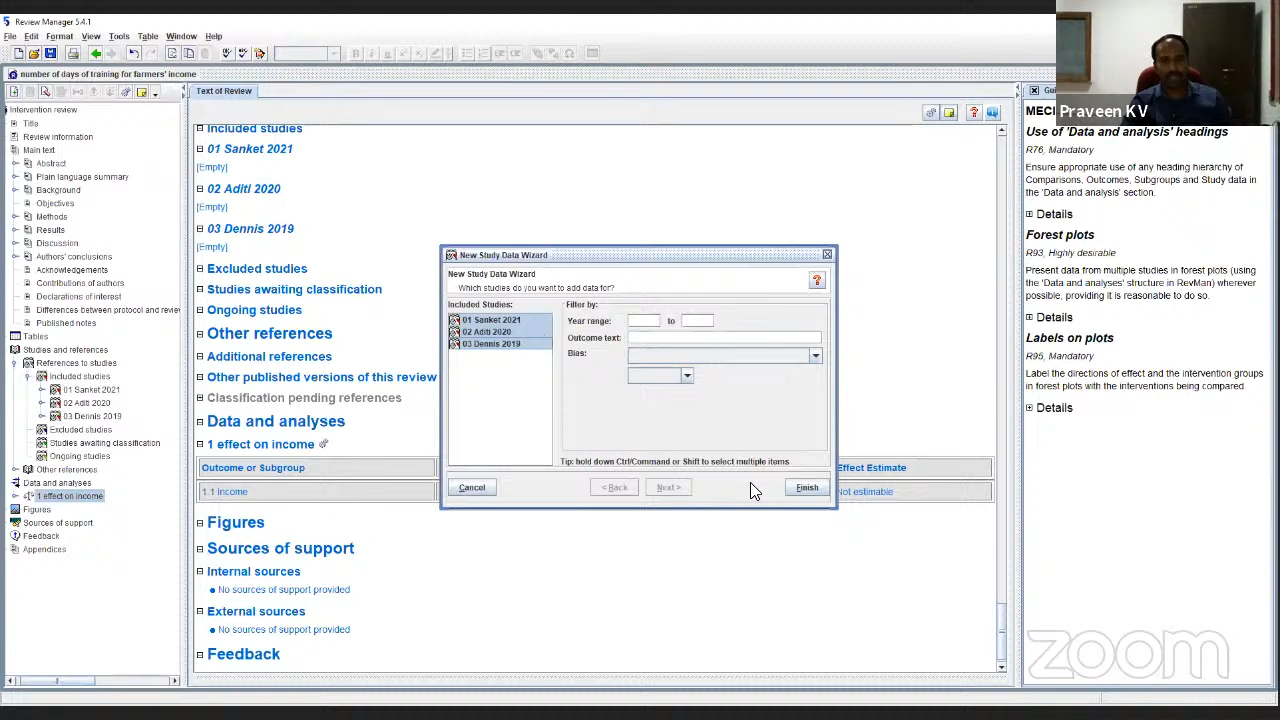 Review Manager 5.4.1
File Edit Format View Tools Table Window Help
number of days of training for farmers' income
Intervention review
Title
Review information
Main text
Abstract
Plain language summary
Background
Objectives
Methods
Results
Discussion
Authors' conclusions
Acknowledgements
Contributions of authors
Declarations of interest
Differences between protocol and review
Published notes
Tables
Studies and references
References to studies
Included studies
01 Sanket 2021
02 Aditi 2020
03 Dennis 2019
Excluded studies
Studies awaiting classification
Ongoing studies
Other references
Data and analyses
1 effect on income
Figures
Sources of support
Feedback
Appendices
Text of Review
Included studies
01 Sanket 2021
[Empty]
02 Aditi 2020
[Empty]
03 Dennis 2019
[Empty]
Excluded studies
Studies awaiting classification
Ongoing studies
Other references
Additional references
Other published versions of this review
Classification pending references
Data and analyses
1 effect on income
Outcome or Subgroup
Effect Estimate
1.1 Income
Not estimable
Figures
Sources of support
Internal sources
No sources of support provided
External sources
No sources of support provided
Feedback
New Study Data Wizard
New Study Data Wizard
Which studies do you want to add data for?
Included Studies:
01 Sanket 2021
02 Aditi 2020
03 Dennis 2019
Filter by:
Year range: to
Outcome text:
Bias:
Tip: hold down Ctrl/Command or Shift to select multiple items
Cancel
< Back
Next >
Finish
Praveen KV
Use of 'Data and analysis' headings
R76, Mandatory
Ensure appropriate use of any heading hierarchy of
Comparisons, Outcomes, Subgroups and Study data in
the 'Data and analysis' section.
Details
Forest plots
R93, Highly desirable
Present data from multiple studies in forest plots (using
the 'Data and analyses' structure in RevMan) wherever
possible, providing it is reasonable to do so.
Details
Labels on plots
R95, Mandatory
Label the directions of effect and the intervention groups
in forest plots with the interventions being compared.
Details
zoom